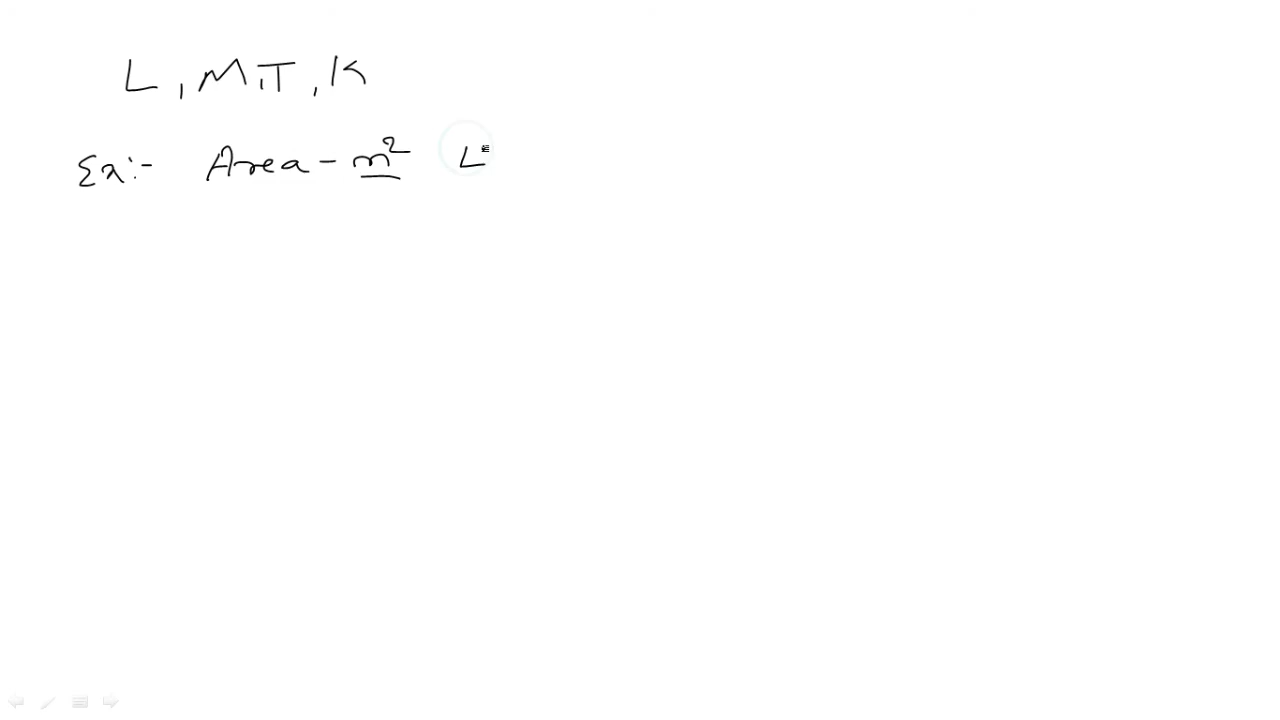 L, M, T, K
Ex:- Area - m² L